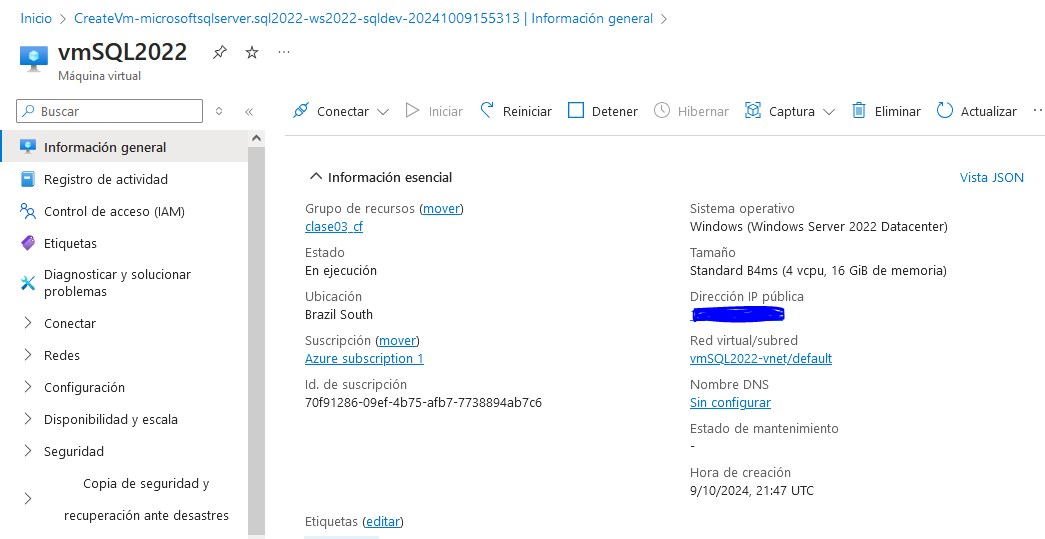 Inicio > CreateVm-microsoftsqlserver.sql2022-ws2022-sqldev-20241009155313 | Información general >
vmSQL2022
Máquina virtual
Buscar
Información general
Registro de actividad
Control de acceso (IAM)
Etiquetas
Diagnosticar y solucionar
problemas
Conectar
Redes
Configuración
Disponibilidad y escala
Seguridad
Copia de seguridad y
recuperación ante desastres
Conectar Iniciar Reiniciar Detener Hibernar Captura Eliminar Actualizar
Información esencial
Vista JSON
Grupo de recursos (mover)
clase03_cf
Estado
En ejecución
Ubicación
Brazil South
Suscripción (mover)
Azure subscription 1
Id. de suscripción
70f91286-09ef-4b75-afb7-7738894ab7c6
Sistema operativo
Windows (Windows Server 2022 Datacenter)
Tamaño
Standard B4ms (4 vcpu, 16 GiB de memoria)
Dirección IP pública
Red virtual/subred
vmSQL2022-vnet/default
Nombre DNS
Sin configurar
Estado de mantenimiento
-
Hora de creación
9/10/2024, 21:47 UTC
Etiquetas (editar)